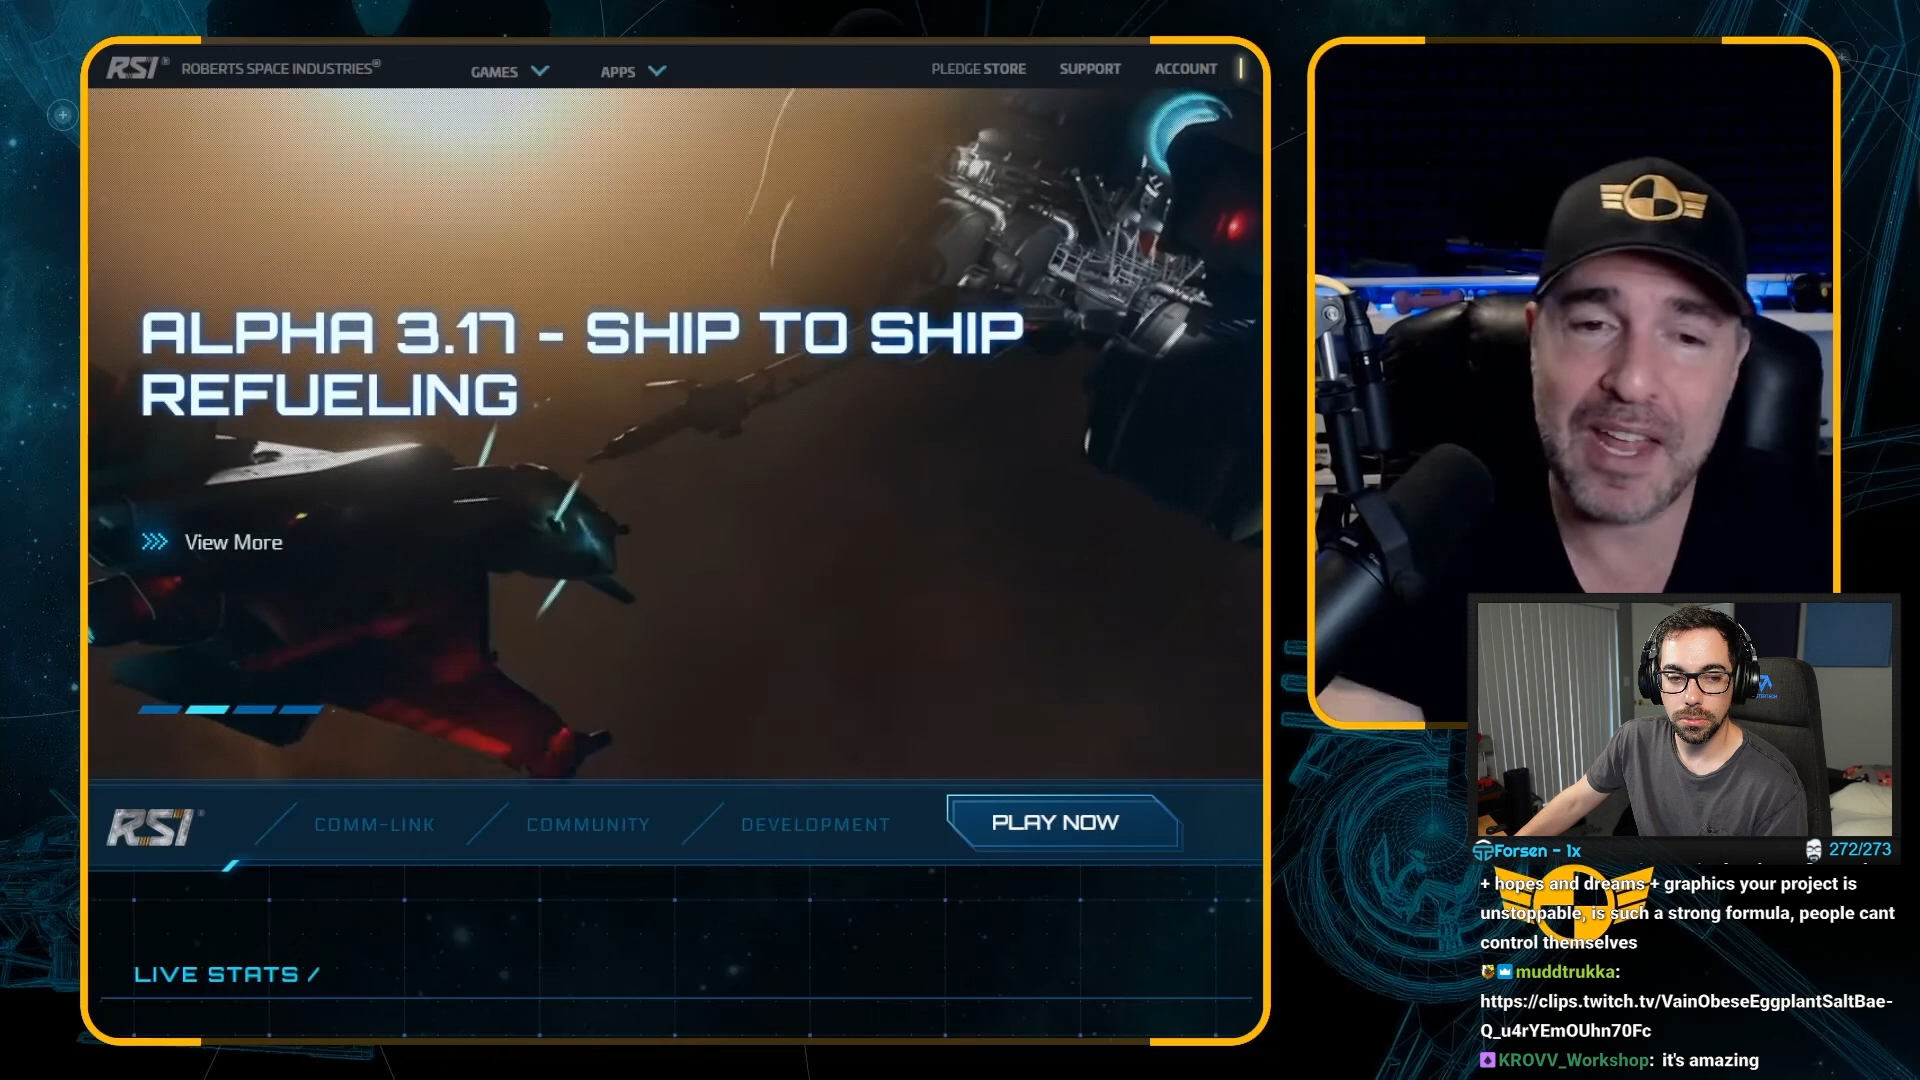 RSI ROBERTS SPACE INDUSTRIES®
GAMES
APPS
PLEDGE STORE
SUPPORT
ACCOUNT
ALPHA 3.17 - SHIP TO SHIP
REFUELING
View More
RSI
COMM-LINK
COMMUNITY
DEVELOPMENT
PLAY NOW
LIVE STATS /
Forsen - 1x
272/273
+ hopes and dreams + graphics your project is
unstoppable, is such a strong formula, people cant
control themselves
muddtrukka:
https://clips.twitch.tv/VainObeseEggplantSaltBae-
Q_u4rYEmOUhn70Fc
KROVV_Workshop: it's amazing